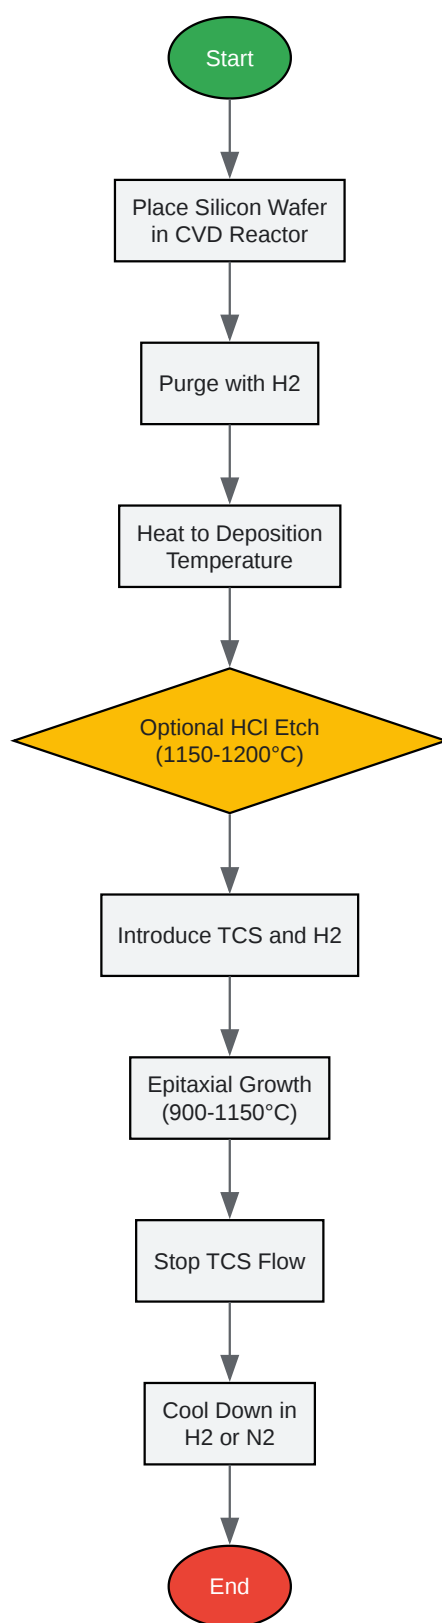 Start
Place Silicon Wafer
in CVD Reactor
Purge with H2
Heat to Deposition
Temperature
Optional HCl Etch
(1150-1200°C)
Introduce TCS and H2
Epitaxial Growth
(900-1150°C)
Stop TCS Flow
Cool Down in
H2 or N2
End